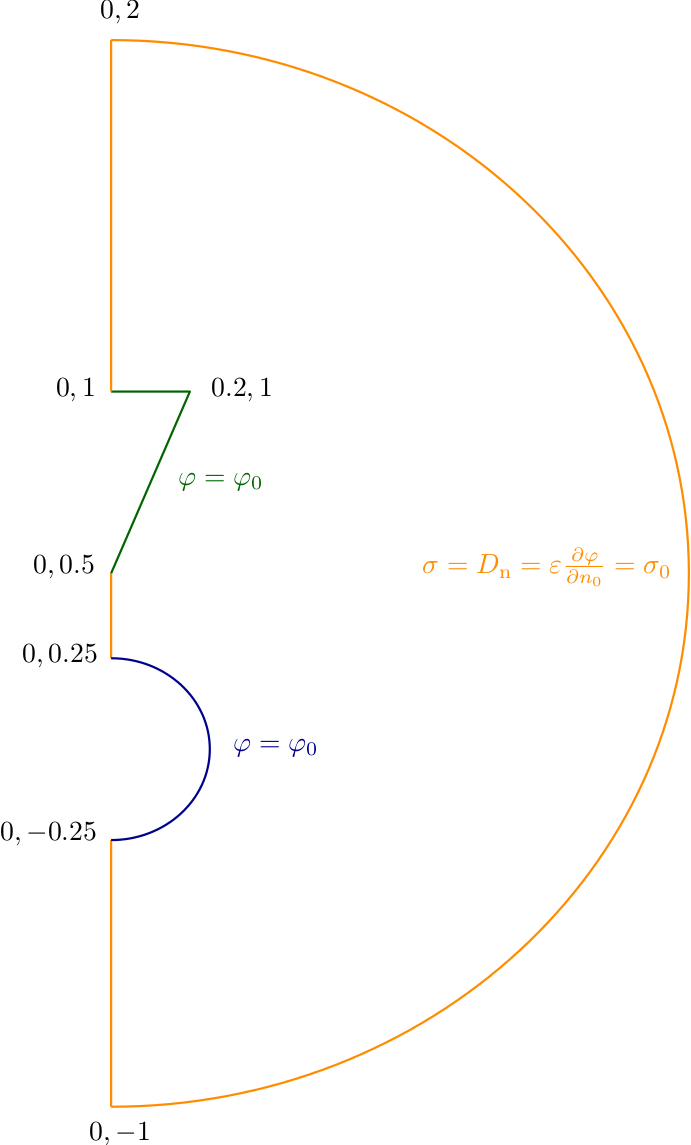 0, 2
0, 1
0.2, 1
φ = φ₀
0, 0.5
σ = Dₙ = ε ∂φ/∂n₀ = σ₀
0, 0.25
φ = φ₀
0, −0.25
0, −1